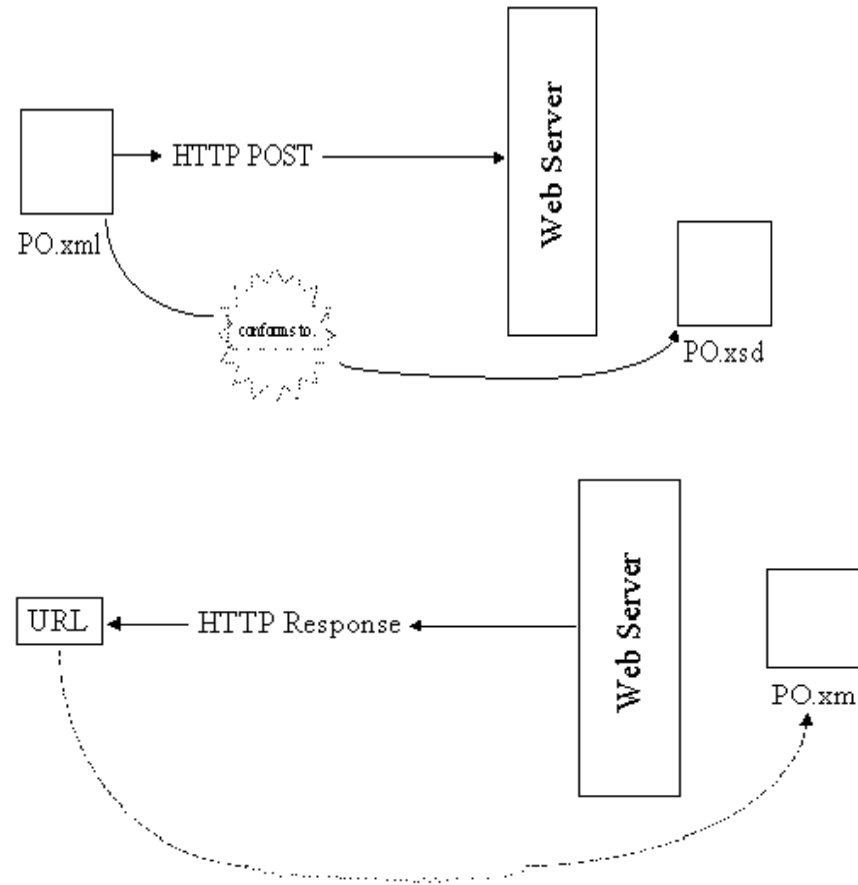 HTTP POST
Web Server
PO.xml
conforms to
PO.xsd
URL
HTTP Response
Web Server
PO.xm